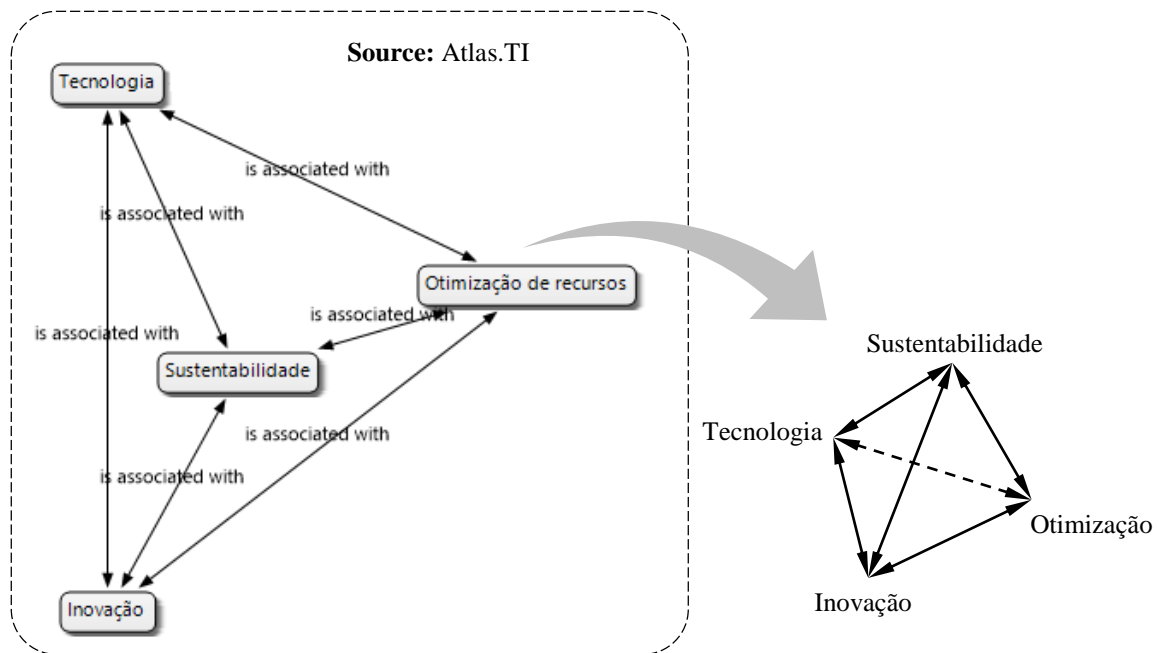 Source: Atlas.TI
Tecnologia
is associated with
is associated with
Otimização de recursos
is associated with
is associated with
Sustentabilidade
is associated with
is associated with
Inovação
Sustentabilidade
Tecnologia
Otimização
Inovação